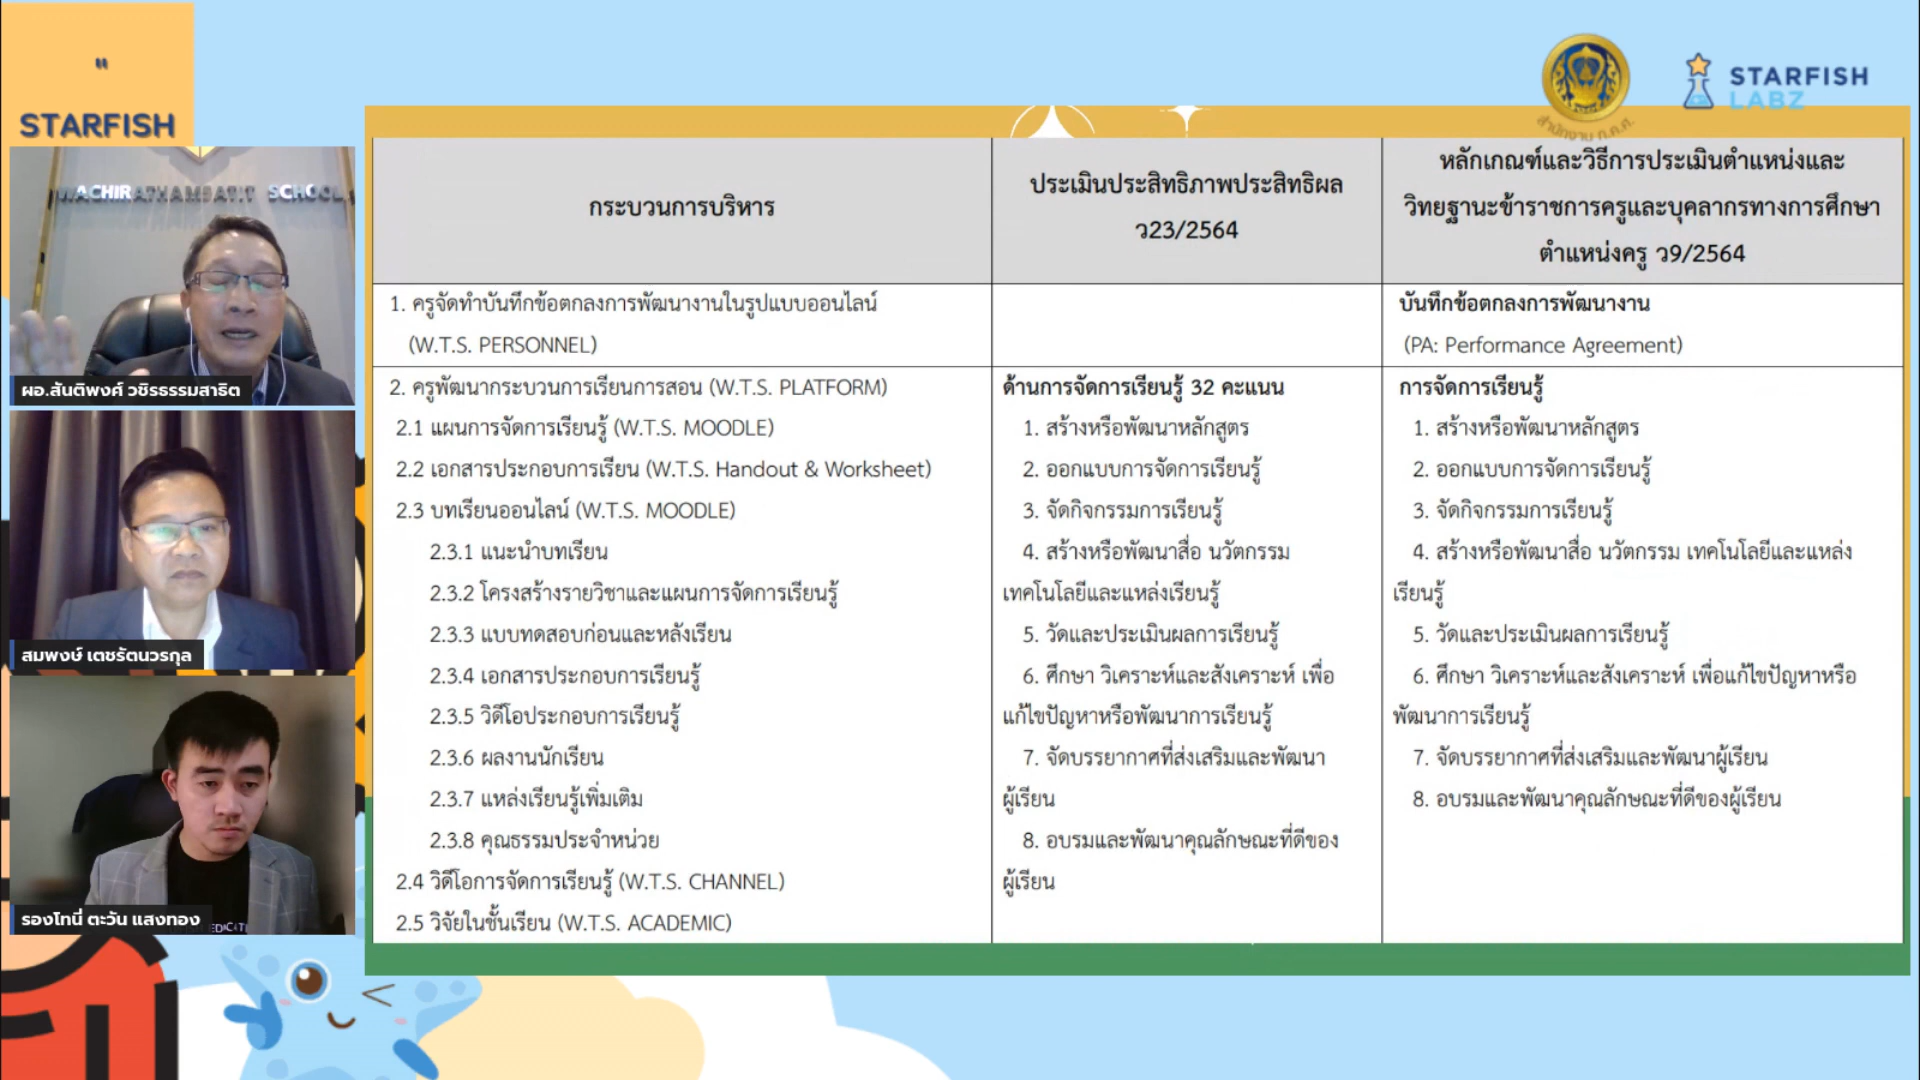 "
STARFISH
WACHIRATHAMSATIT SCHOOL
ผอ.สันติพงศ์ วชิรธรรมสาธิต
สมพงษ์ เตชรัตนวรกุล
รองโทนี่ ตะวัน แสงทอง
สำนักงาน ก.ค.ศ.
STARFISH
LABZ
กระบวนการบริหาร
ประเมินประสิทธิภาพประสิทธิผล
ว23/2564
หลักเกณฑ์และวิธีการประเมินตำแหน่งและ
วิทยฐานะข้าราชการครูและบุคลากรทางการศึกษา
ตำแหน่งครู ว9/2564
1. ครูจัดทำบันทึกข้อตกลงการพัฒนางานในรูปแบบออนไลน์
(W.T.S. PERSONNEL)
บันทึกข้อตกลงการพัฒนางาน
(PA: Performance Agreement)
2. ครูพัฒนากระบวนการเรียนการสอน (W.T.S. PLATFORM)
2.1 แผนการจัดการเรียนรู้ (W.T.S. MOODLE)
2.2 เอกสารประกอบการเรียน (W.T.S. Handout & Worksheet)
2.3 บทเรียนออนไลน์ (W.T.S. MOODLE)
2.3.1 แนะนำบทเรียน
2.3.2 โครงสร้างรายวิชาและแผนการจัดการเรียนรู้
2.3.3 แบบทดสอบก่อนและหลังเรียน
2.3.4 เอกสารประกอบการเรียนรู้
2.3.5 วิดีโอประกอบการเรียนรู้
2.3.6 ผลงานนักเรียน
2.3.7 แหล่งเรียนรู้เพิ่มเติม
2.3.8 คุณธรรมประจำหน่วย
2.4 วิดีโอการจัดการเรียนรู้ (W.T.S. CHANNEL)
2.5 วิจัยในชั้นเรียน (W.T.S. ACADEMIC)
ด้านการจัดการเรียนรู้ 32 คะแนน
1. สร้างหรือพัฒนาหลักสูตร
2. ออกแบบการจัดการเรียนรู้
3. จัดกิจกรรมการเรียนรู้
4. สร้างหรือพัฒนาสื่อ นวัตกรรม
เทคโนโลยีและแหล่งเรียนรู้
5. วัดและประเมินผลการเรียนรู้
6. ศึกษา วิเคราะห์และสังเคราะห์ เพื่อ
แก้ไขปัญหาหรือพัฒนาการเรียนรู้
7. จัดบรรยากาศที่ส่งเสริมและพัฒนา
ผู้เรียน
8. อบรมและพัฒนาคุณลักษณะที่ดีของ
ผู้เรียน
การจัดการเรียนรู้
1. สร้างหรือพัฒนาหลักสูตร
2. ออกแบบการจัดการเรียนรู้
3. จัดกิจกรรมการเรียนรู้
4. สร้างหรือพัฒนาสื่อ นวัตกรรม เทคโนโลยีและแหล่ง
เรียนรู้
5. วัดและประเมินผลการเรียนรู้
6. ศึกษา วิเคราะห์และสังเคราะห์ เพื่อแก้ไขปัญหาหรือ
พัฒนาการเรียนรู้
7. จัดบรรยากาศที่ส่งเสริมและพัฒนาผู้เรียน
8. อบรมและพัฒนาคุณลักษณะที่ดีของผู้เรียน